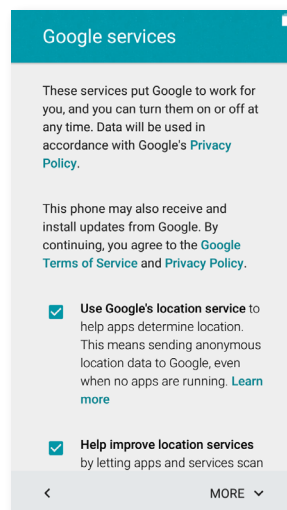 Google services
These services put Google to work for
you, and you can turn them on or off at
any time. Data will be used in
accordance with Google's Privacy
Policy.
This phone may also receive and
install updates from Google. By
continuing, you agree to the Google
Terms of Service and Privacy Policy.
Use Google's location service to
help apps determine location.
This means sending anonymous
location data to Google, even
when no apps are running. Learn
more
Help improve location services
by letting apps and services scan
MORE